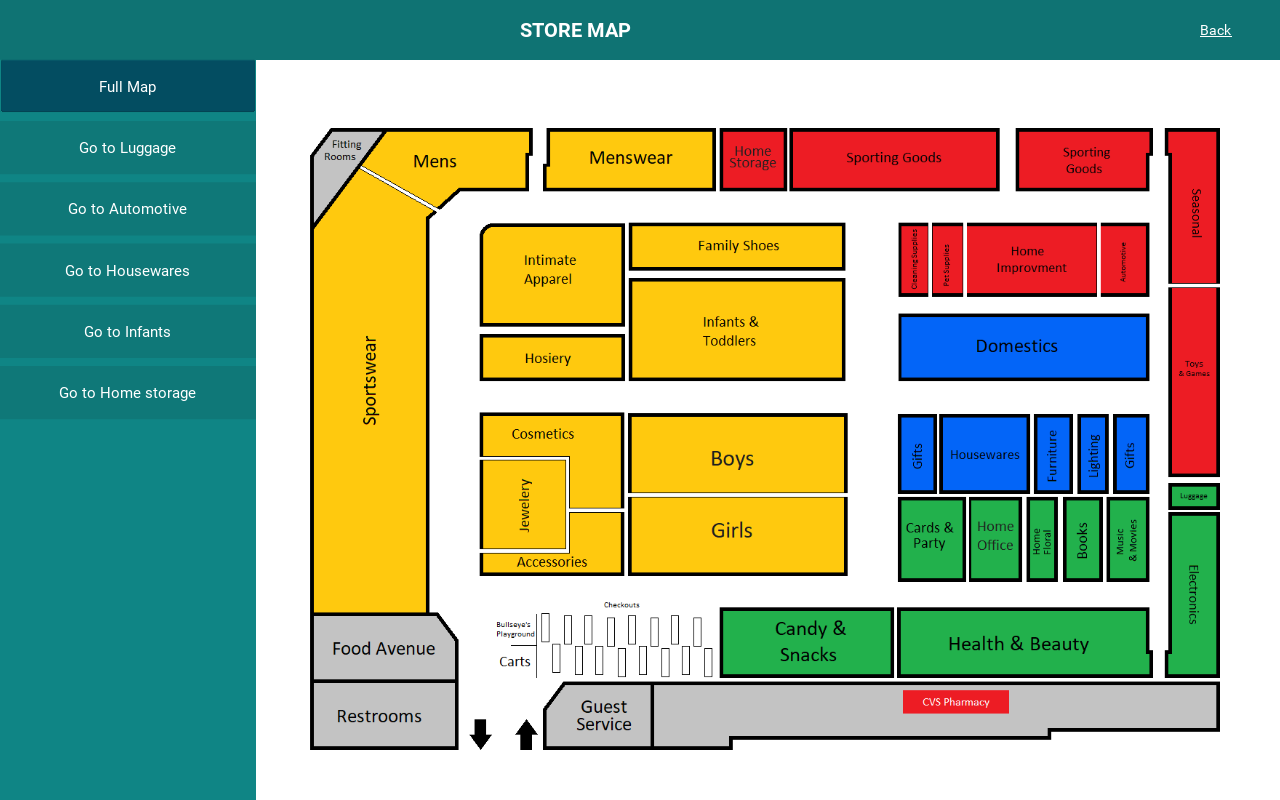 STORE MAP
Back
Full Map
Go to Luggage
Go to Automotive
Go to Housewares
Go to Infants
Go to Home storage
Fitting
Rooms
Mens
Menswear
Home
Storage
Sporting Goods
Sporting
Goods
Seasonal
Intimate
Apparel
Family Shoes
Cleaning Supplies
Pet Supplies
Home
Improvment
Automotive
Infants &
Toddlers
Hosiery
Domestics
Toys
& Games
Sportswear
Cosmetics
Jewelery
Accessories
Boys
Girls
Gifts
Housewares
Furniture
Lighting
Gifts
Luggage
Cards &
Party
Home
Office
Home
Floral
Books
Music
& Movies
Electronics
Checkouts
Bullseye's
Playground
Carts
Candy &
Snacks
Health & Beauty
Food Avenue
Restrooms
Guest
Service
CVS Pharmacy